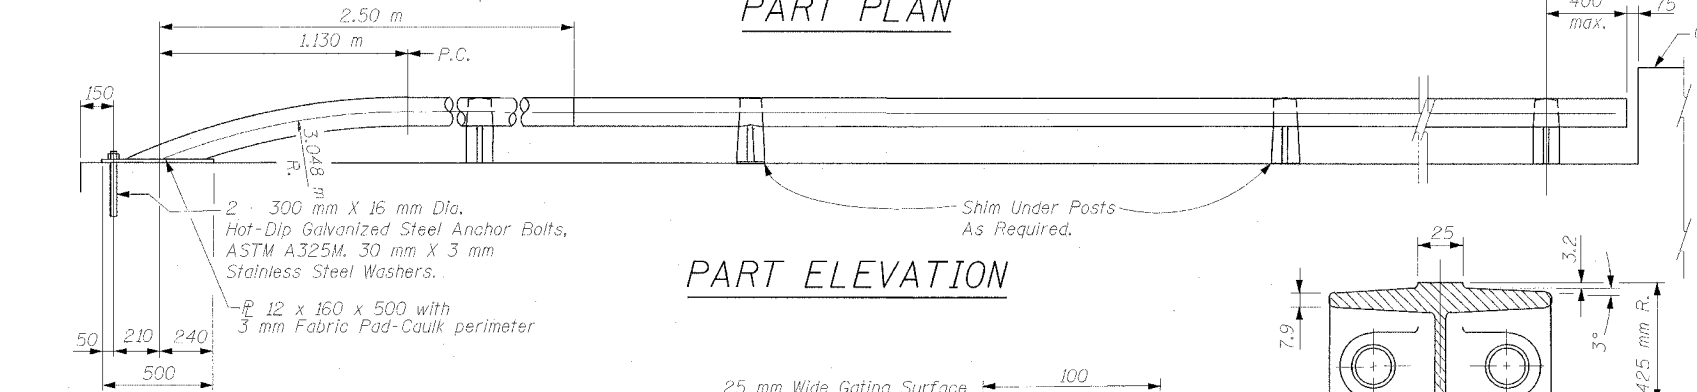 PART PLAN
2.50 m
1.130 m
P.C.
400
max.
75
150
3.048 m
R.
2 - 300 mm X 16 mm Dia.
Hot-Dip Galvanized Steel Anchor Bolts,
ASTM A325M. 30 mm X 3 mm
Stainless Steel Washers.
Shim Under Posts
As Required.
PART ELEVATION
℄ 12 x 160 x 500 with
3 mm Fabric Pad-Caulk perimeter
50
210
240
500
25
3.2
7.9
3°
425 mm R.
25 mm Wide Gating Surface
100